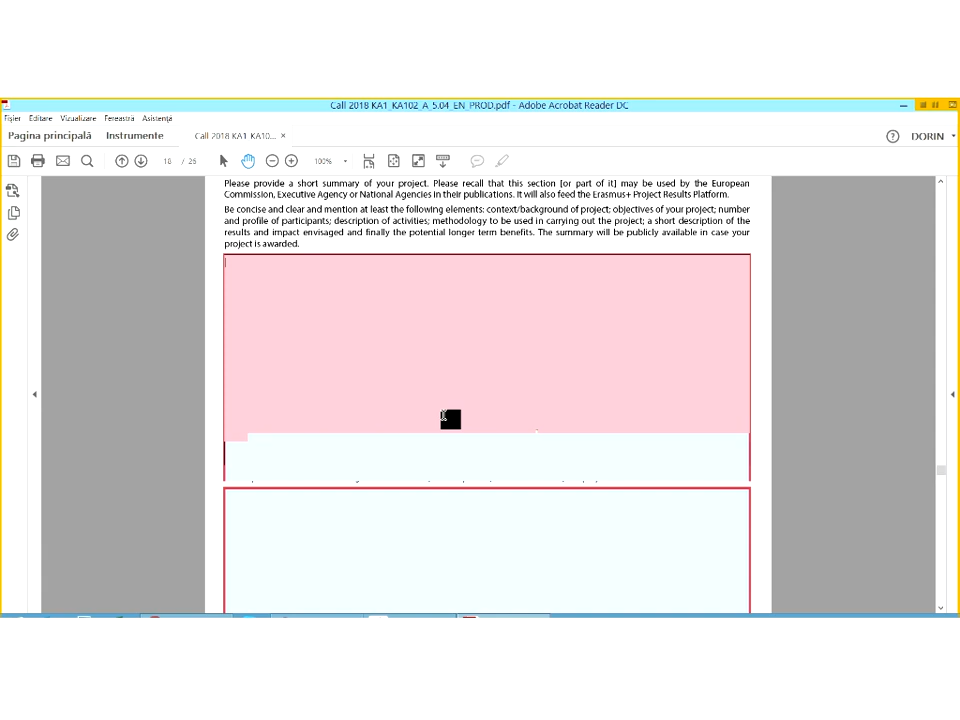 Call 2018 KA1_KA102_A_5.04_EN_PROD.pdf - Adobe Acrobat Reader DC
Fișier Editare Vizualizare Fereastră Asistență
Pagina principală Instrumente Call 2018 KA1 KA10... × DORIN
18 / 26 100%
Please provide a short summary of your project. Please recall that this section [or part of it] may be used by the European
Commission, Executive Agency or National Agencies in their publications. It will also feed the Erasmus+ Project Results Platform.
Be concise and clear and mention at least the following elements: context/background of project; objectives of your project; number
and profile of participants; description of activities; methodology to be used in carrying out the project; a short description of the
results and impact envisaged and finally the potential longer term benefits. The summary will be publicly available in case your
project is awarded.